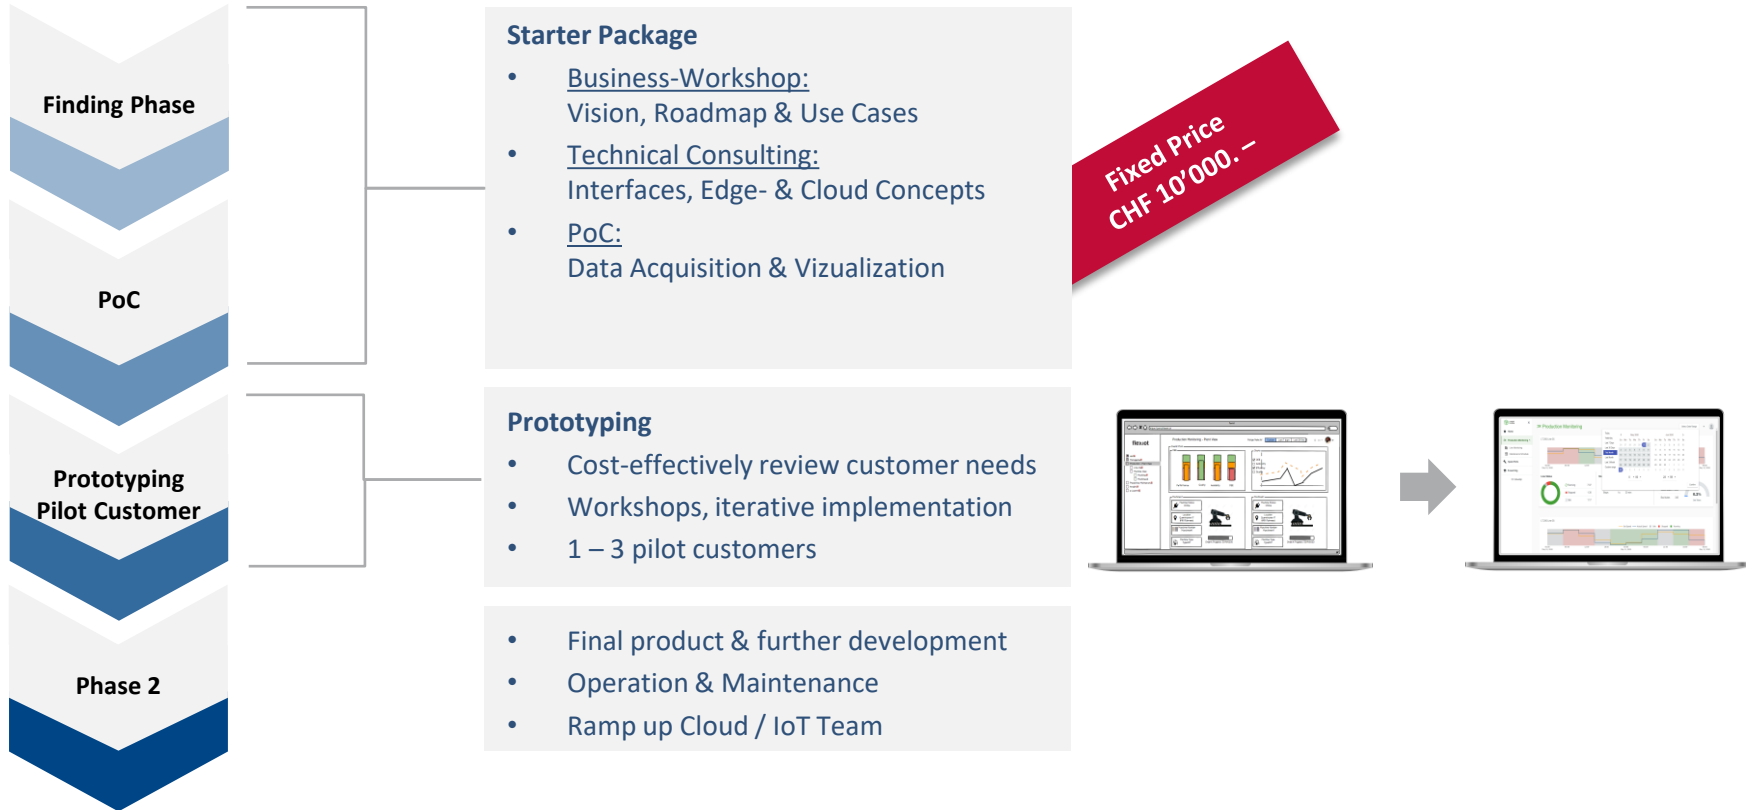 Finding Phase
PoC
Prototyping
Pilot Customer
Phase 2
Starter Package
• Business-Workshop:
Vision, Roadmap & Use Cases
• Technical Consulting:
Interfaces, Edge- & Cloud Concepts
• PoC:
Data Acquisition & Vizualization
Fixed Price
CHF 10’000. –
Prototyping
• Cost-effectively review customer needs
• Workshops, iterative implementation
• 1 – 3 pilot customers
• Final product & further development
• Operation & Maintenance
• Ramp up Cloud / IoT Team
Production Monitoring